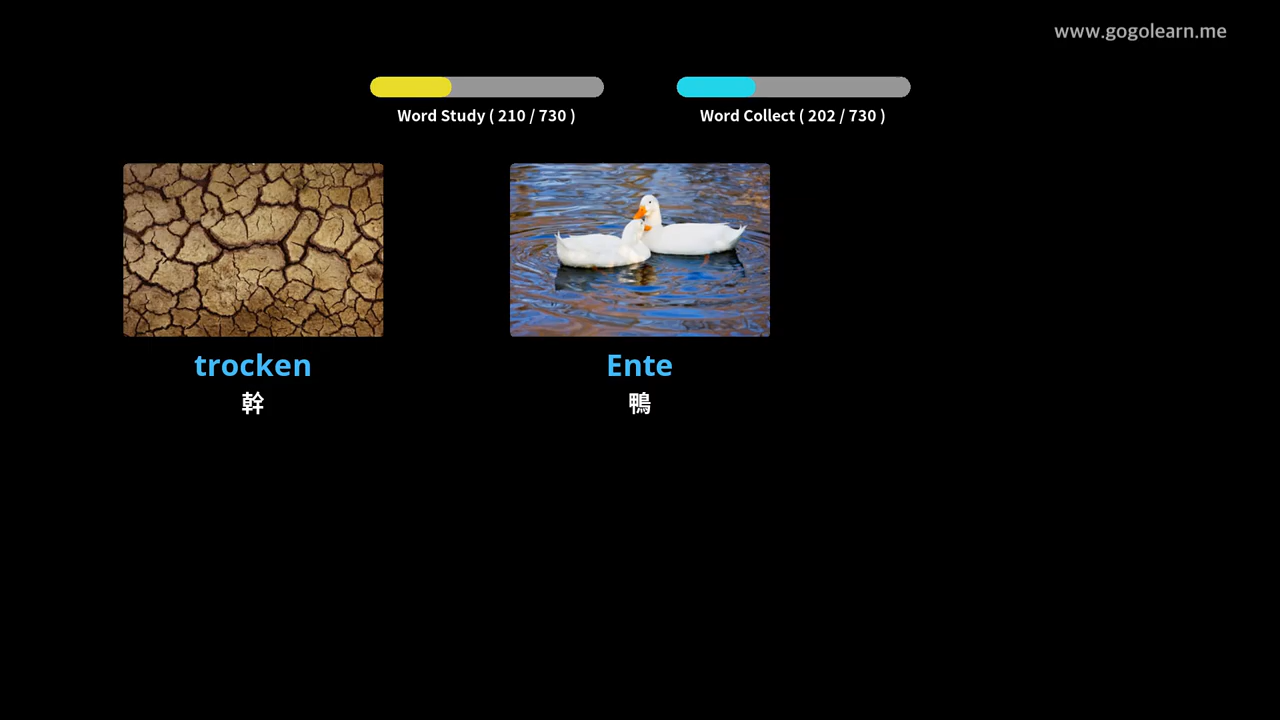 www.gogolearn.me
Word Study ( 210 / 730 )
Word Collect ( 202 / 730 )
trocken
幹
Ente
鴨